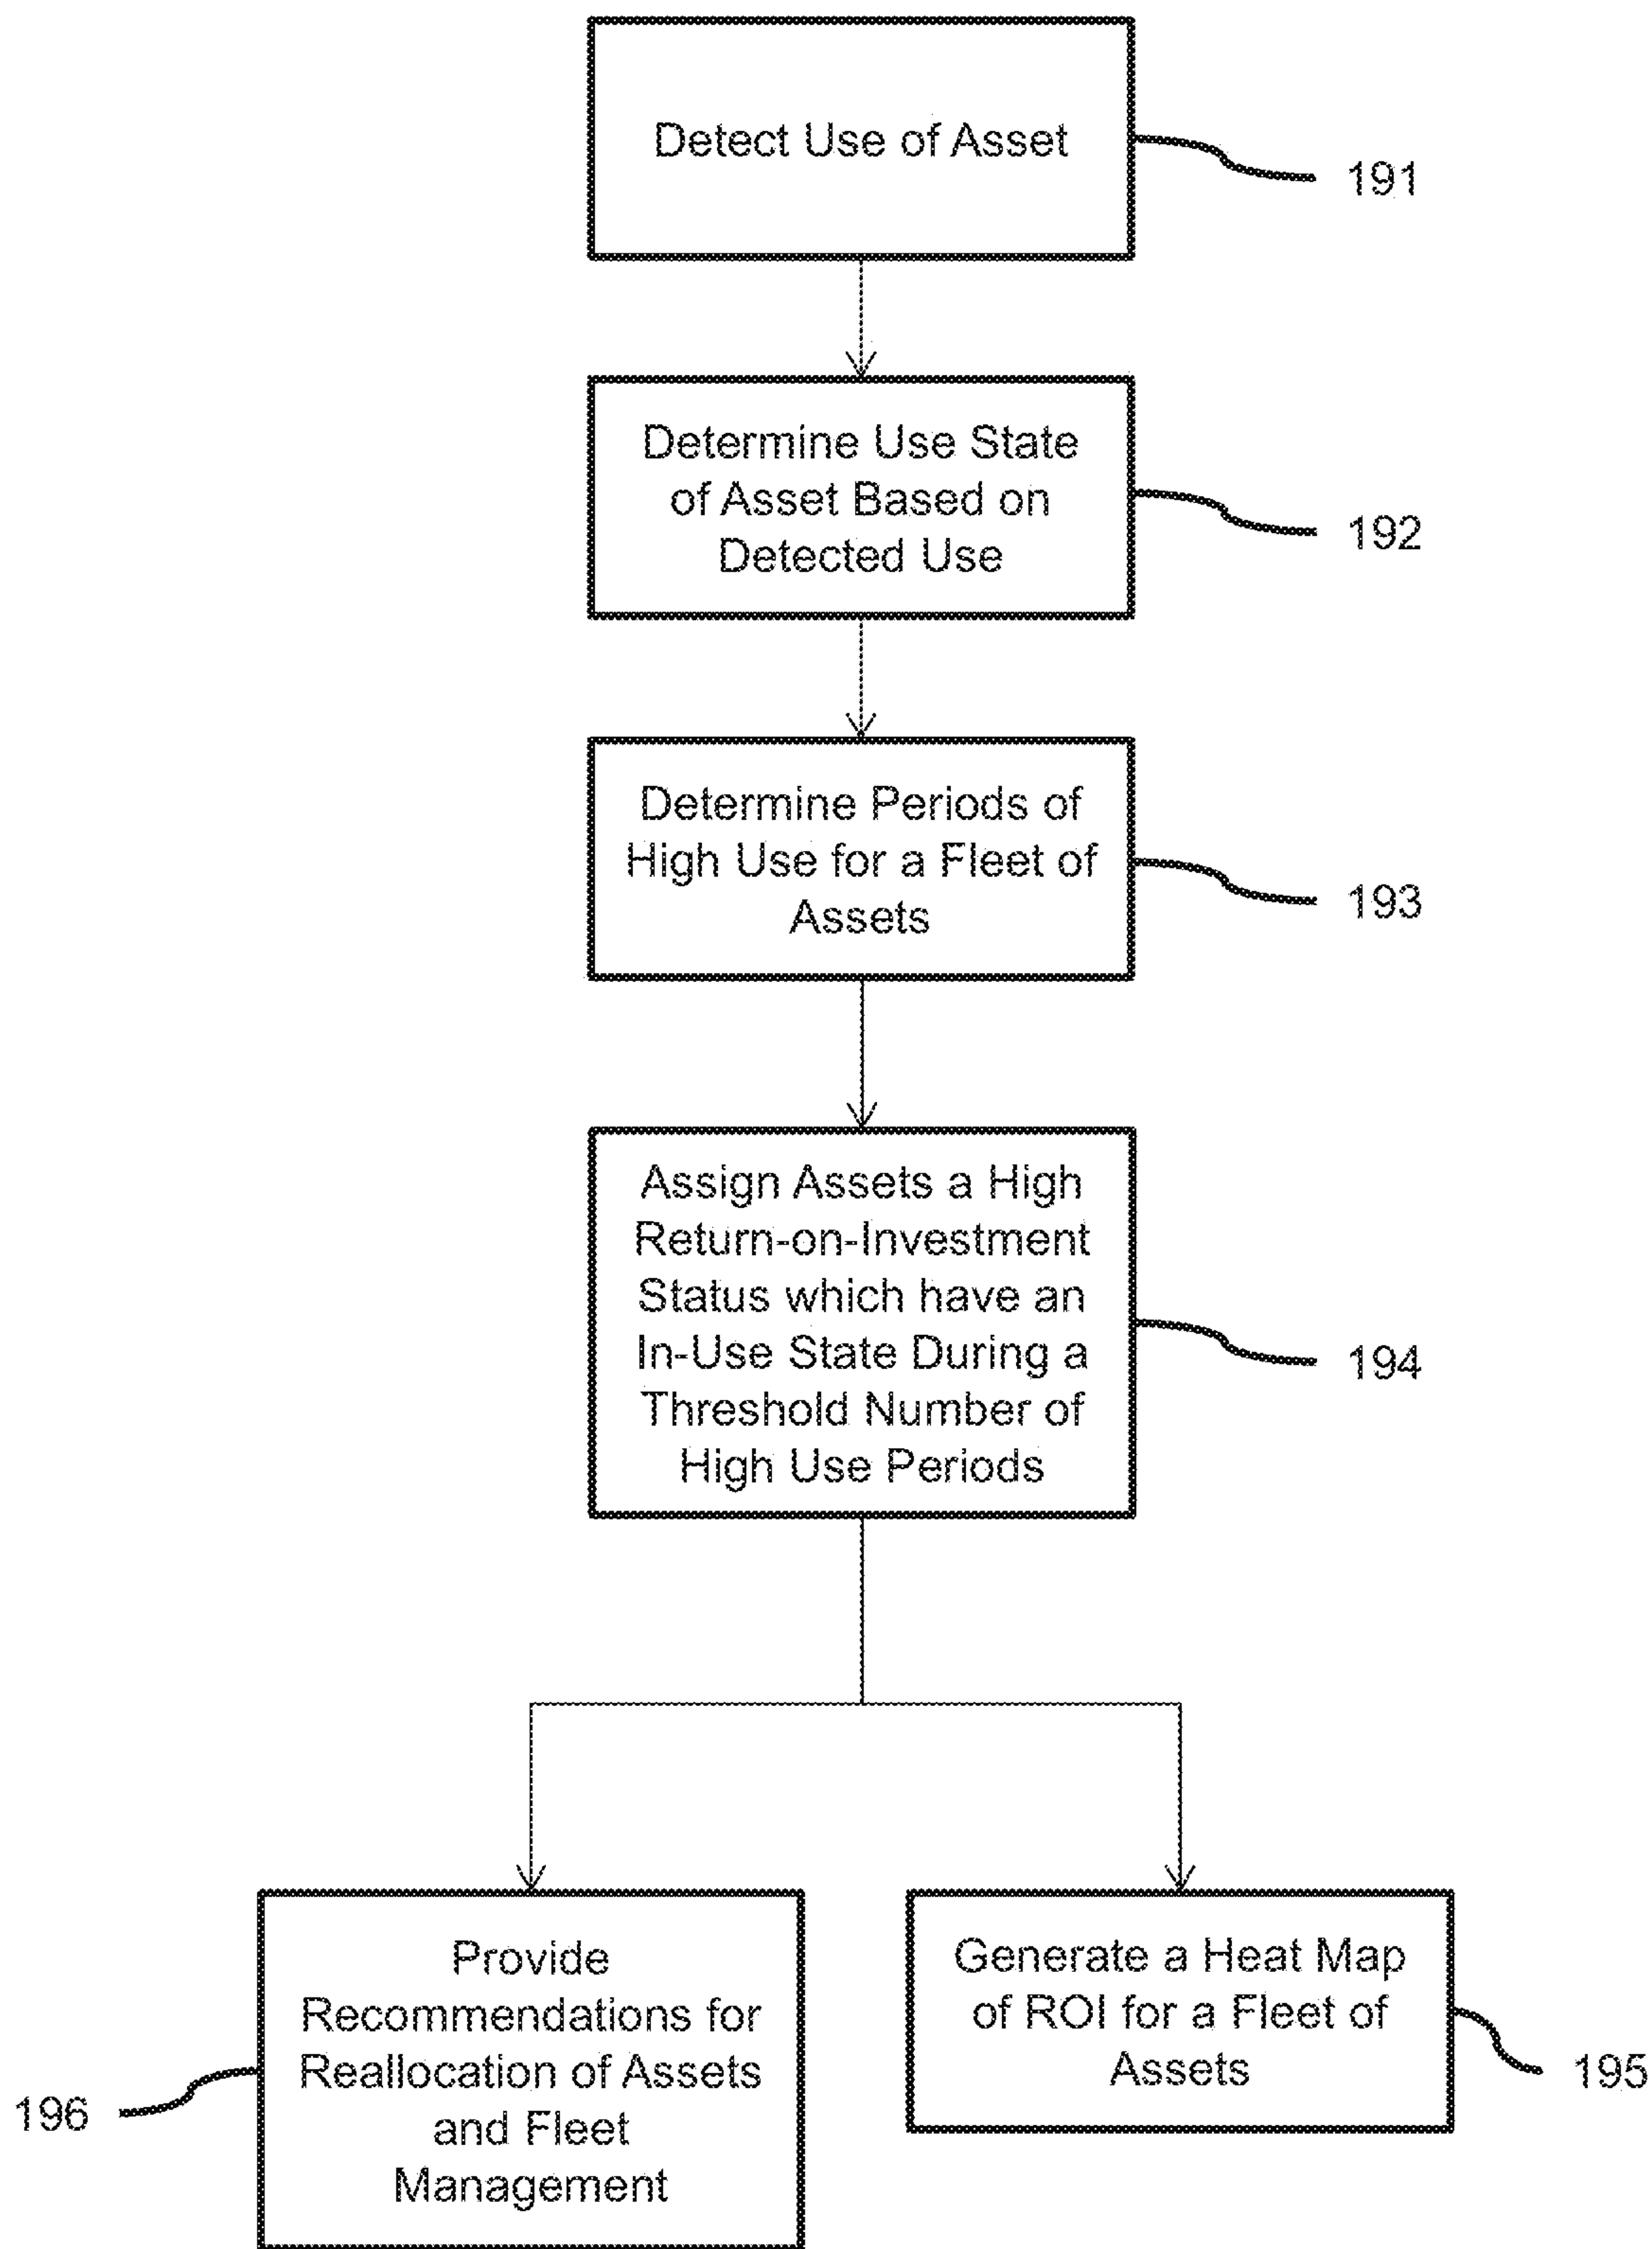 Detect Use of Asset
191
Determine Use State
of Asset Based on
Detected Use
192
Determine Periods of
High Use for a Fleet of
Assets
193
Assign Assets a High
Return-on-Investment
Status which have an
In-Use State During a
Threshold Number of
High Use Periods
194
Provide
Recommendations for
Reallocation of Assets
and Fleet
Management
196
Generate a Heat Map
of ROI for a Fleet of
Assets
195